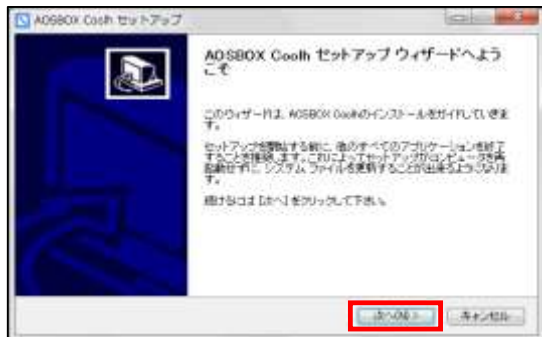 AOSBOX Coolh セットアップ
AOSBOX Coolh セットアップ ウィザードへよう
こそ
このウィザードは、AOSBOX Coolhのインストールをガイドしていきま
す。
セットアップを開始する前に、他のすべてのアプリケーションを終了
することを推奨します。これによってセットアップがコンピュータを再
起動せずに、システム ファイルを更新することが出来るようになりま
す。
続けるには [次へ] をクリックして下さい。
次へ(N) >
キャンセル